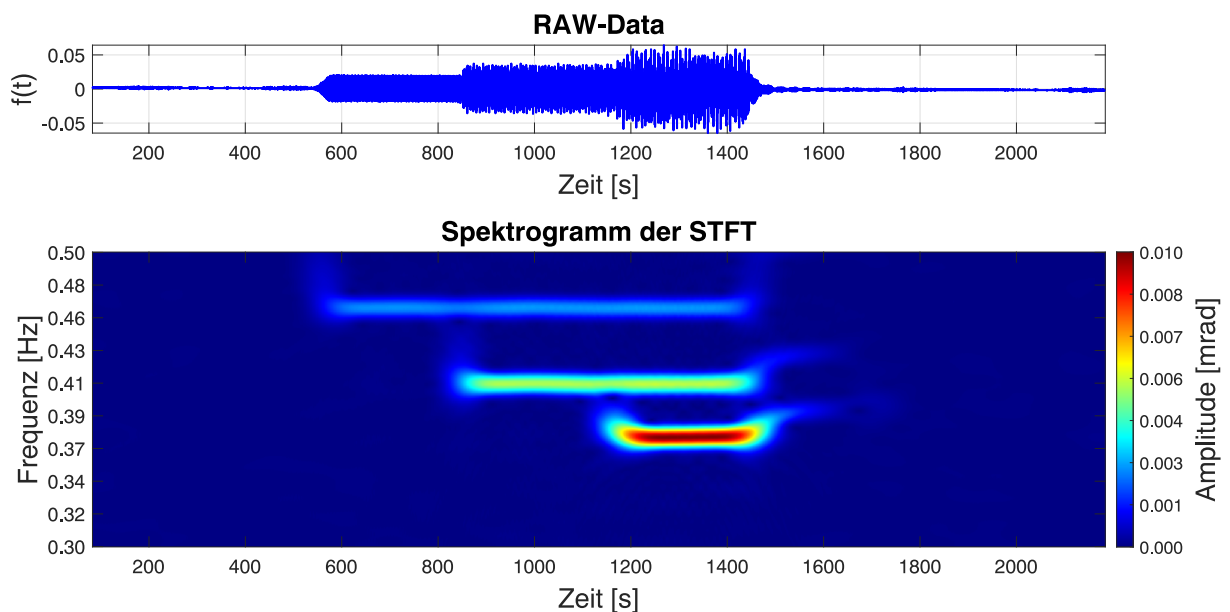 RAW-Data
f(t)
0.05
0
-0.05
200 400 600 800 1000 1200 1400 1600 1800 2000
Zeit [s]
Spektrogramm der STFT
Frequenz [Hz]
0.50
0.48
0.46
0.43
0.41
0.39
0.37
0.34
0.32
0.30
200 400 600 800 1000 1200 1400 1600 1800 2000
Zeit [s]
0.010
0.009
0.008
0.007
0.006
0.004
0.003
0.001
0.000
Amplitude [mrad]